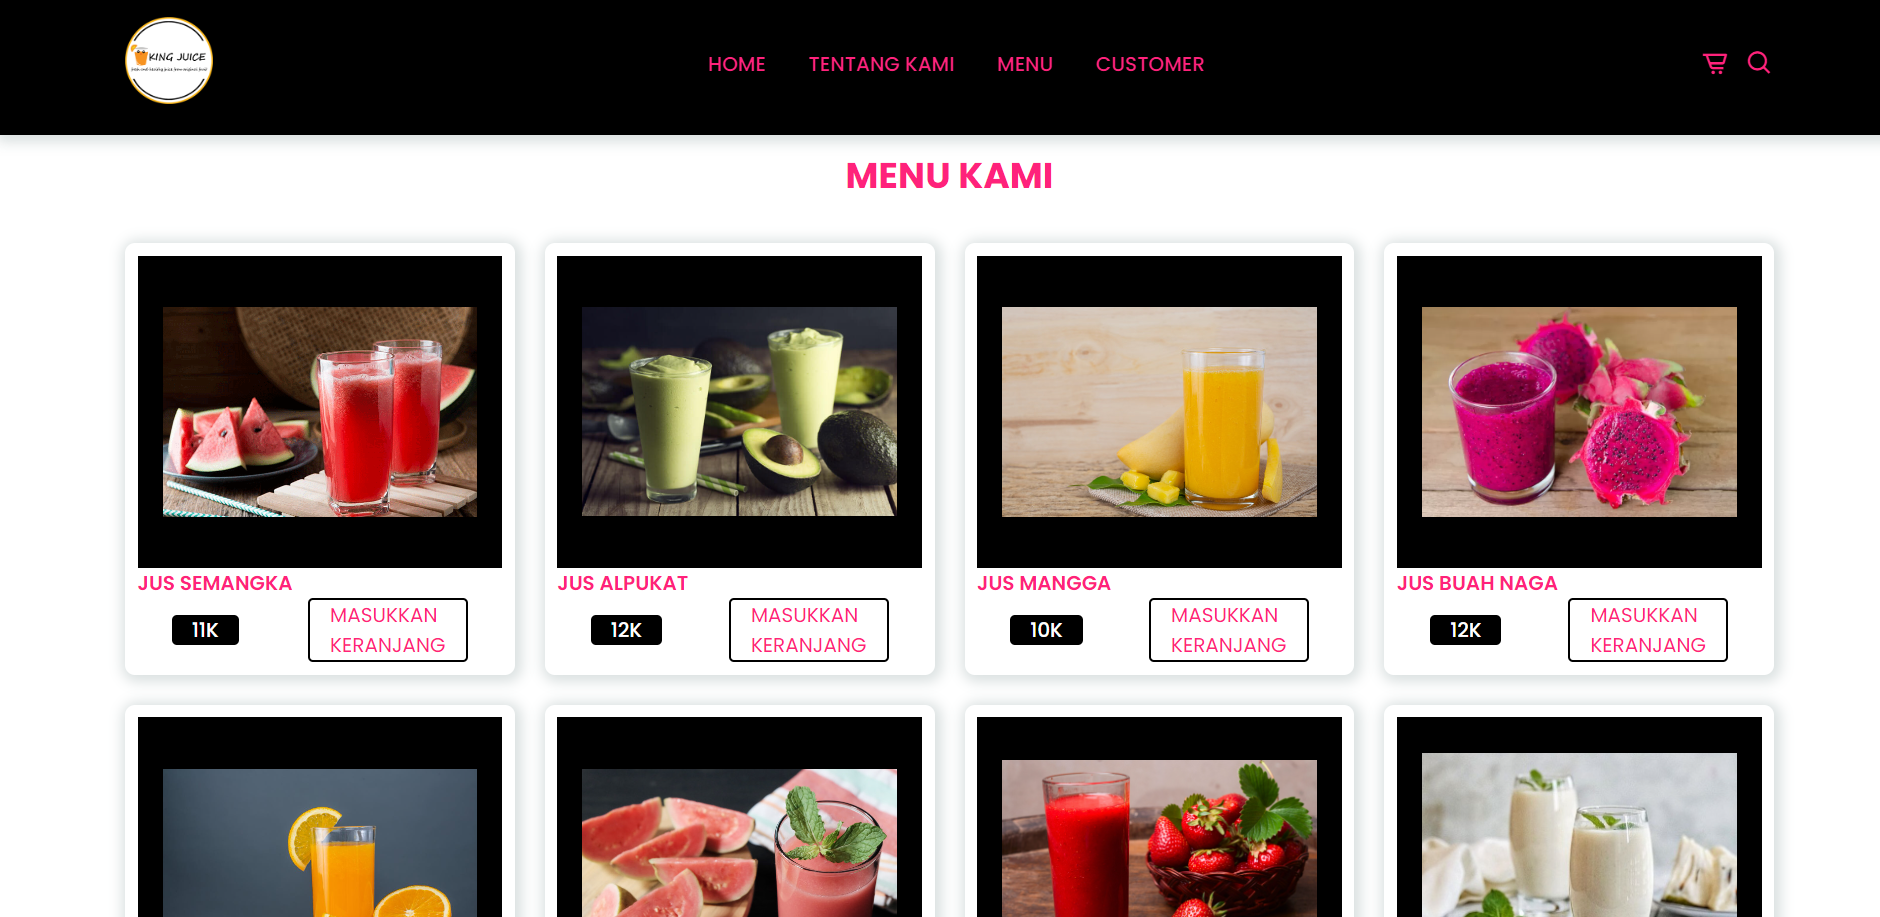 KING JUICE
HOME
TENTANG KAMI
MENU
CUSTOMER
MENU KAMI
JUS SEMANGKA
11K
MASUKKAN
KERANJANG
JUS ALPUKAT
12K
MASUKKAN
KERANJANG
JUS MANGGA
10K
MASUKKAN
KERANJANG
JUS BUAH NAGA
12K
MASUKKAN
KERANJANG